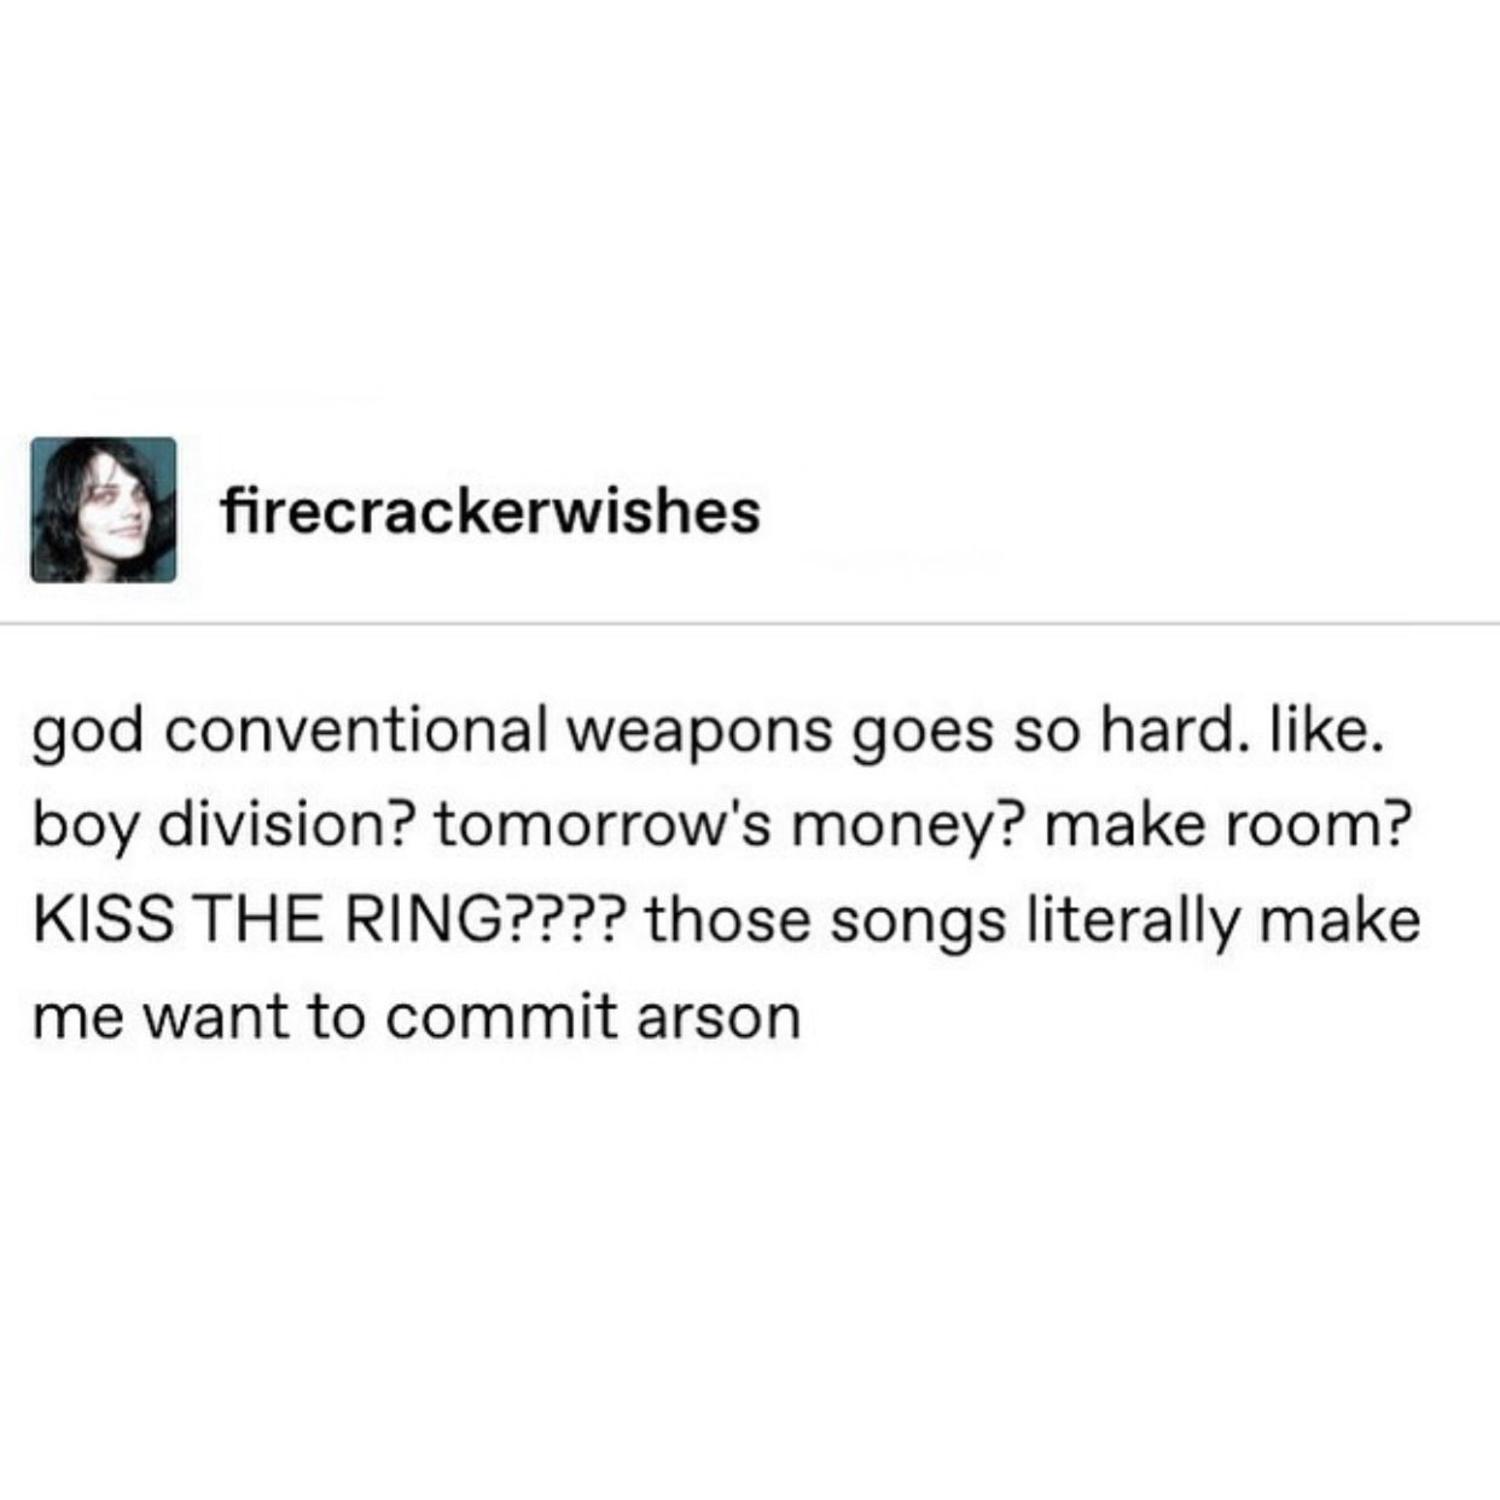 firecrackerwishes
god conventional weapons goes so hard. like.
boy division? tomorrow's money? make room?
KISS THE RING???? those songs literally make
me want to commit arson